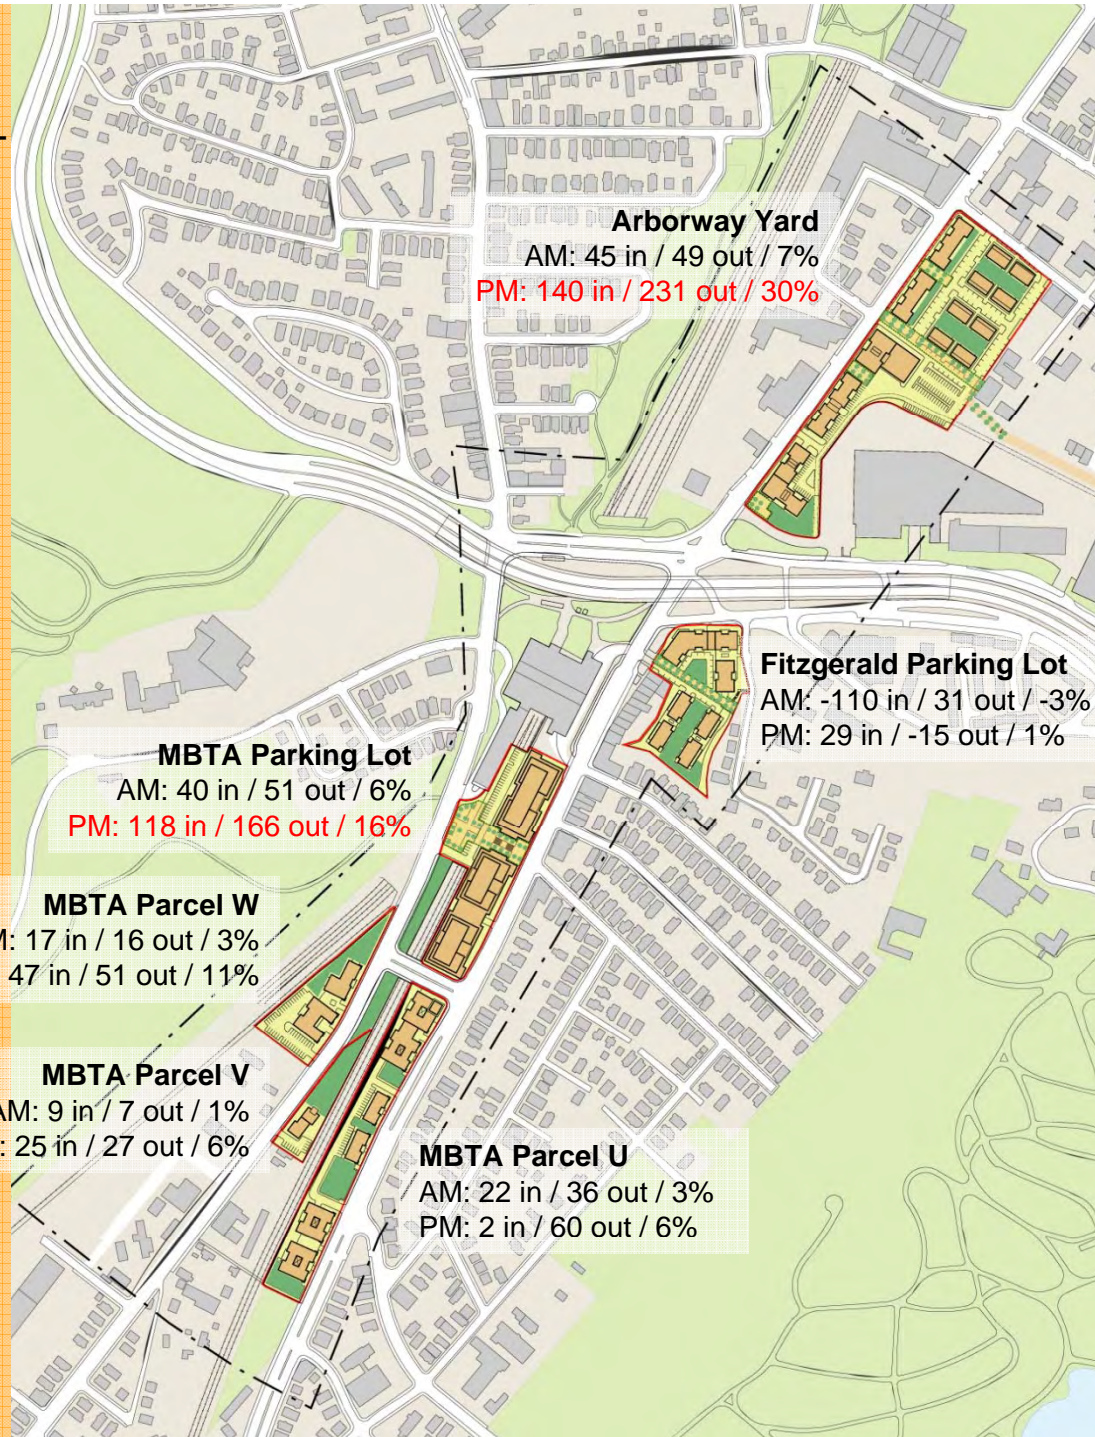 Arborway Yard
AM: 45 in / 49 out / 7%
PM: 140 in / 231 out / 30%
Fitzgerald Parking Lot
AM: -110 in / 31 out / -3%
PM: 29 in / -15 out / 1%
MBTA Parking Lot
AM: 40 in / 51 out / 6%
PM: 118 in / 166 out / 16%
MBTA Parcel W
M: 17 in / 16 out / 3%
47 in / 51 out / 11%
MBTA Parcel V
AM: 9 in / 7 out / 1%
: 25 in / 27 out / 6%
MBTA Parcel U
AM: 22 in / 36 out / 3%
PM: 2 in / 60 out / 6%